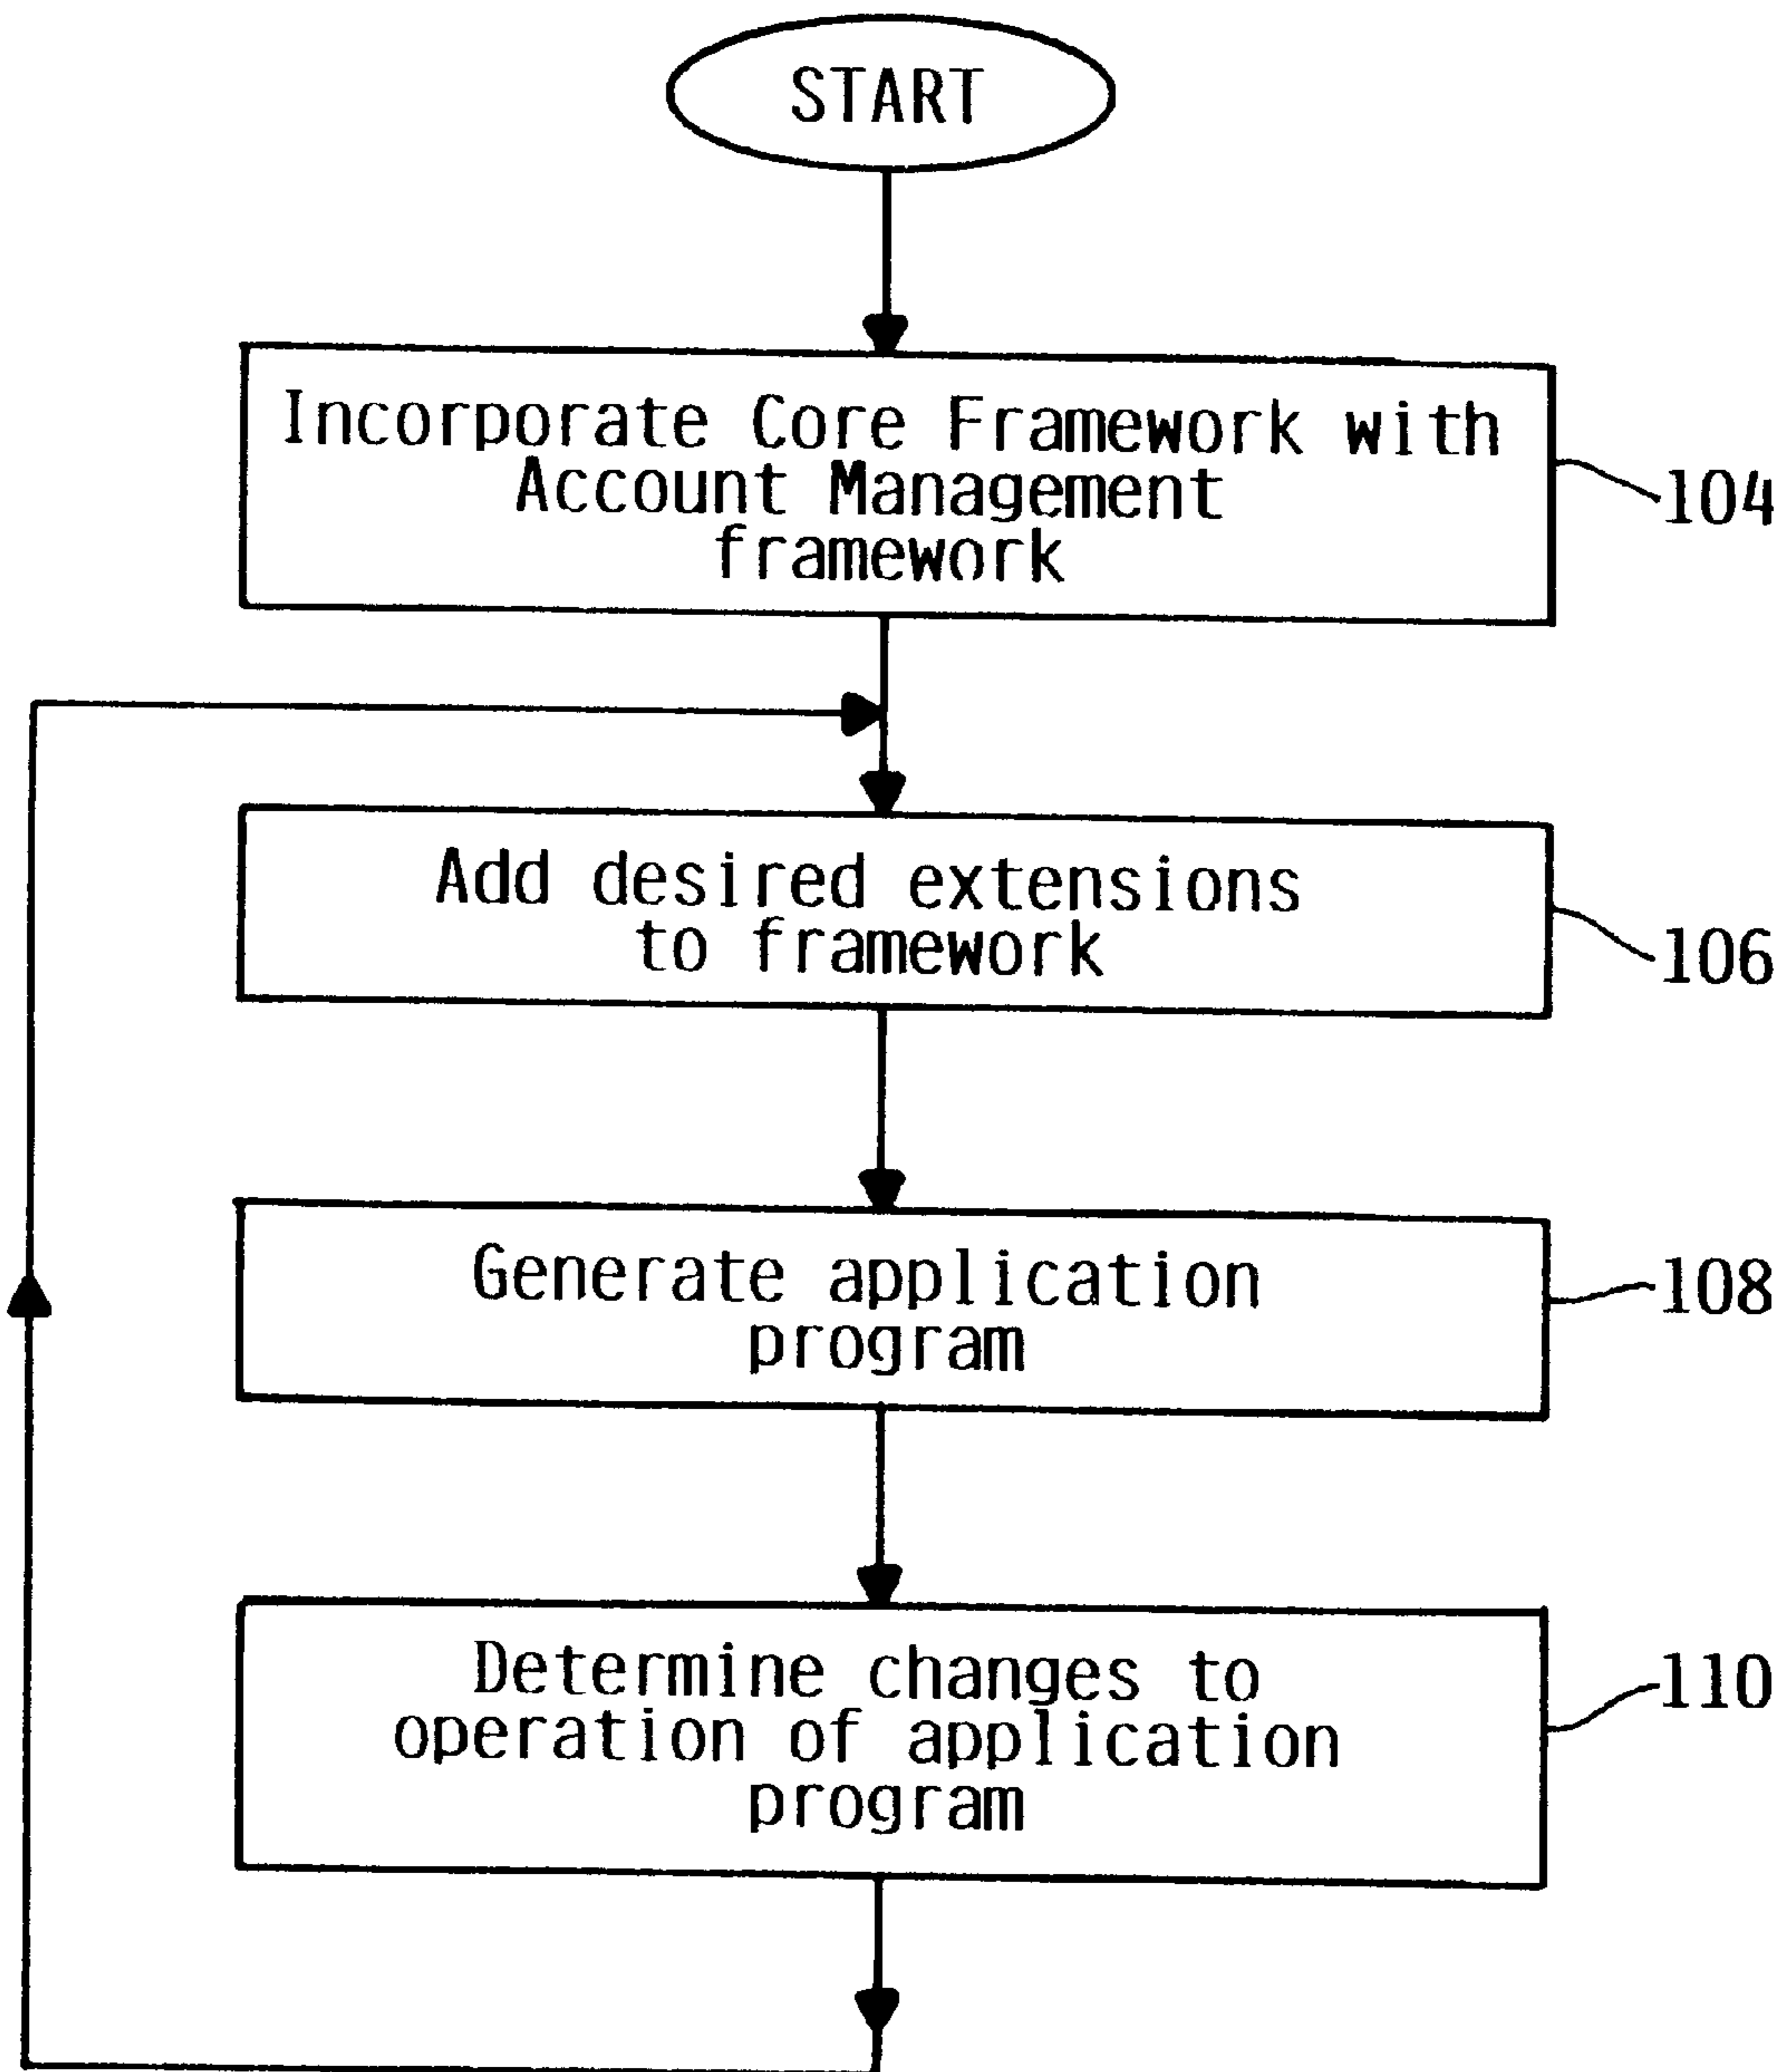 START
Incorporate Core Framework with
Account Management
framework
104
Add desired extensions
to framework
106
Generate application
program
108
Determine changes to
operation of application
program
110